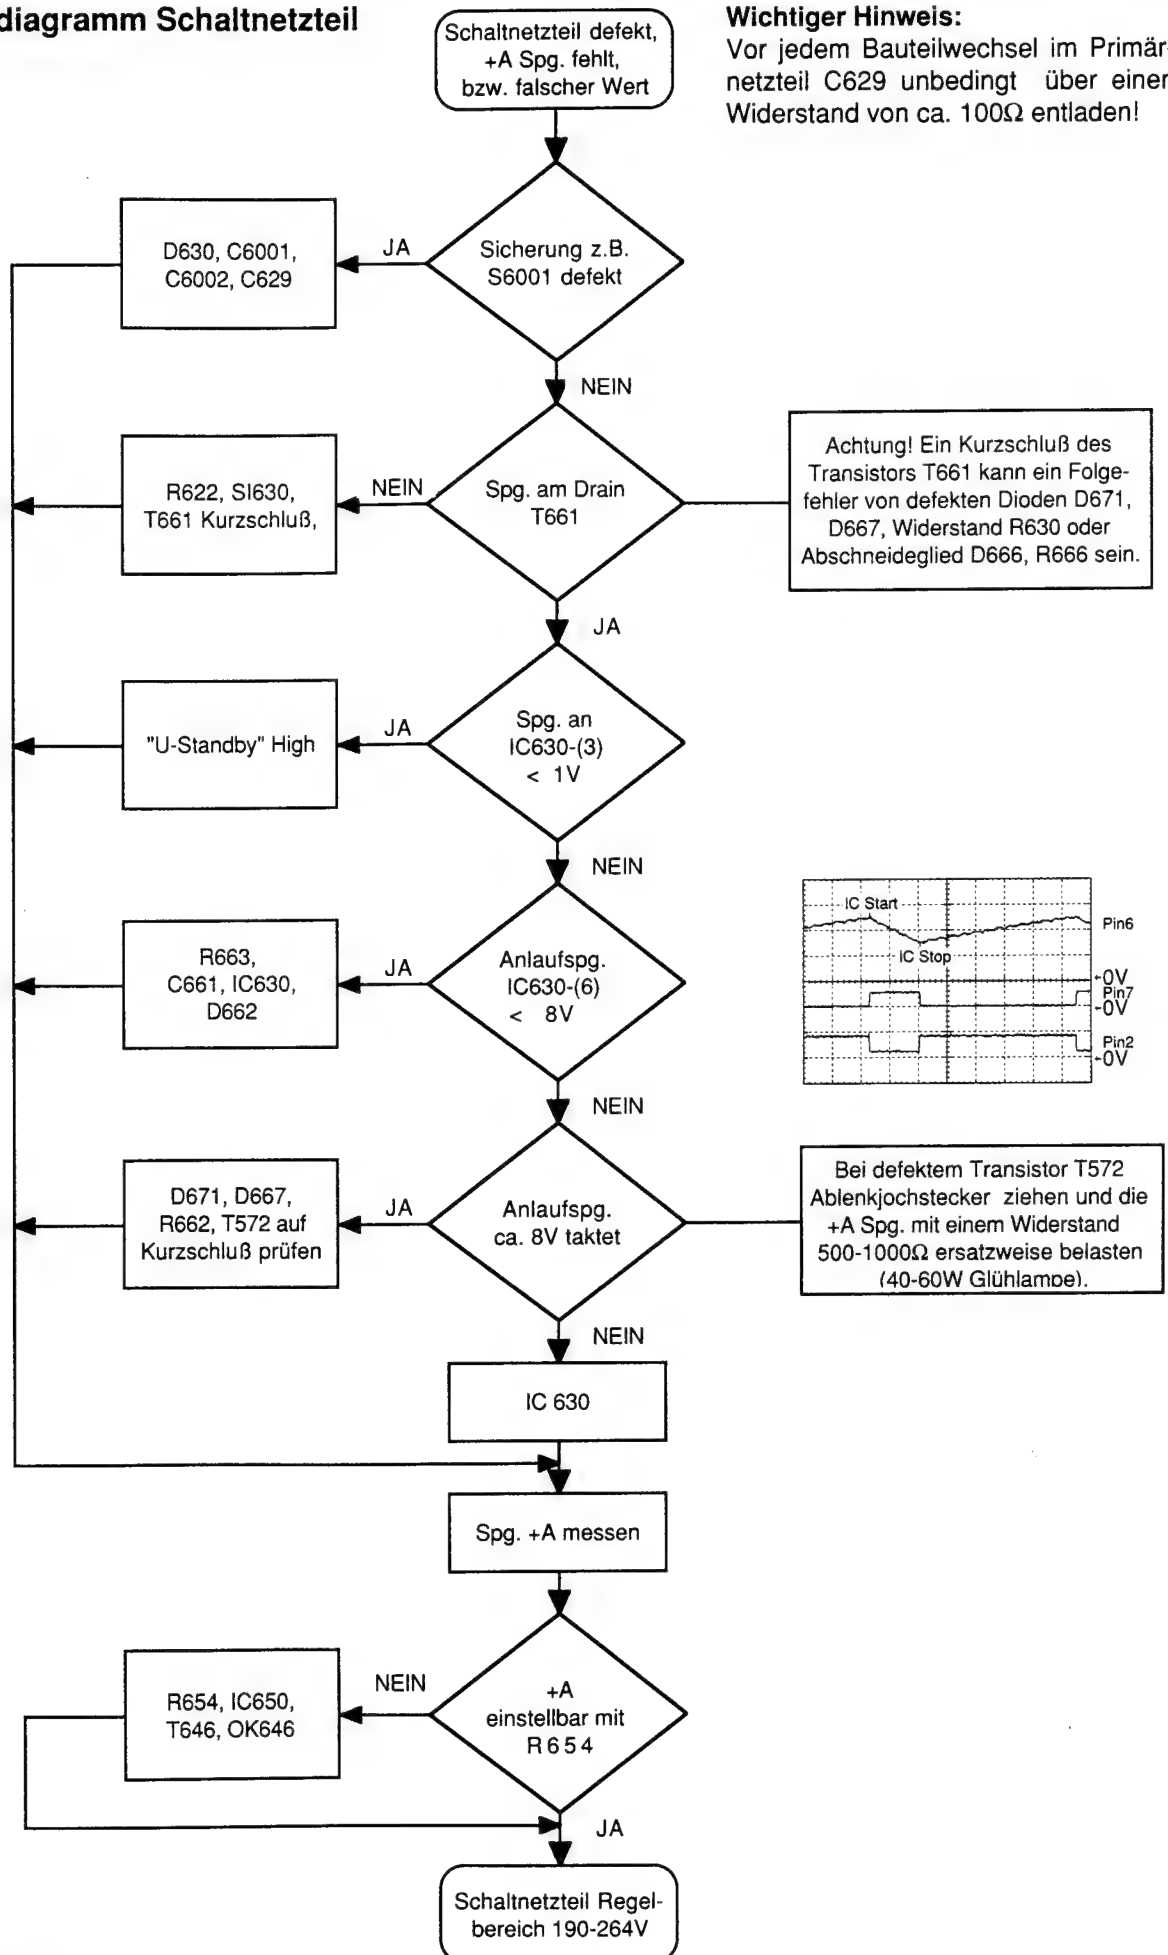 diagramm Schaltnetzteil
Schaltnetzteil defekt,
+A Spg. fehlt,
bzw. falscher Wert
Wichtiger Hinweis:
Vor jedem Bauteilwechsel im Primär-
netzteil C629 unbedingt über einen
Widerstand von ca. 100Ω entladen!
Sicherung z.B.
S6001 defekt
JA
D630, C6001,
C6002, C629
NEIN
Spg. am Drain
T661
NEIN
R622, SI630,
T661 Kurzschluß,
Achtung! Ein Kurzschluß des
Transistors T661 kann ein Folge-
fehler von defekten Dioden D671,
D667, Widerstand R630 oder
Abschneideglied D666, R666 sein.
JA
Spg. an
IC630-(3)
< 1V
JA
"U-Standby" High
NEIN
Anlaufspg.
IC630-(6)
< 8V
JA
R663,
C661, IC630,
D662
IC Start
Pin6
IC Stop
0V
Pin7
0V
Pin2
0V
NEIN
Anlaufspg.
ca. 8V taktet
JA
D671, D667,
R662, T572 auf
Kurzschluß prüfen
Bei defektem Transistor T572
Ablenkjochstecker ziehen und die
+A Spg. mit einem Widerstand
500-1000Ω ersatzweise belasten
(40-60W Glühlampe).
NEIN
IC 630
Spg. +A messen
+A
einstellbar mit
R654
NEIN
R654, IC650,
T646, OK646
JA
Schaltnetzteil Regel-
bereich 190-264V